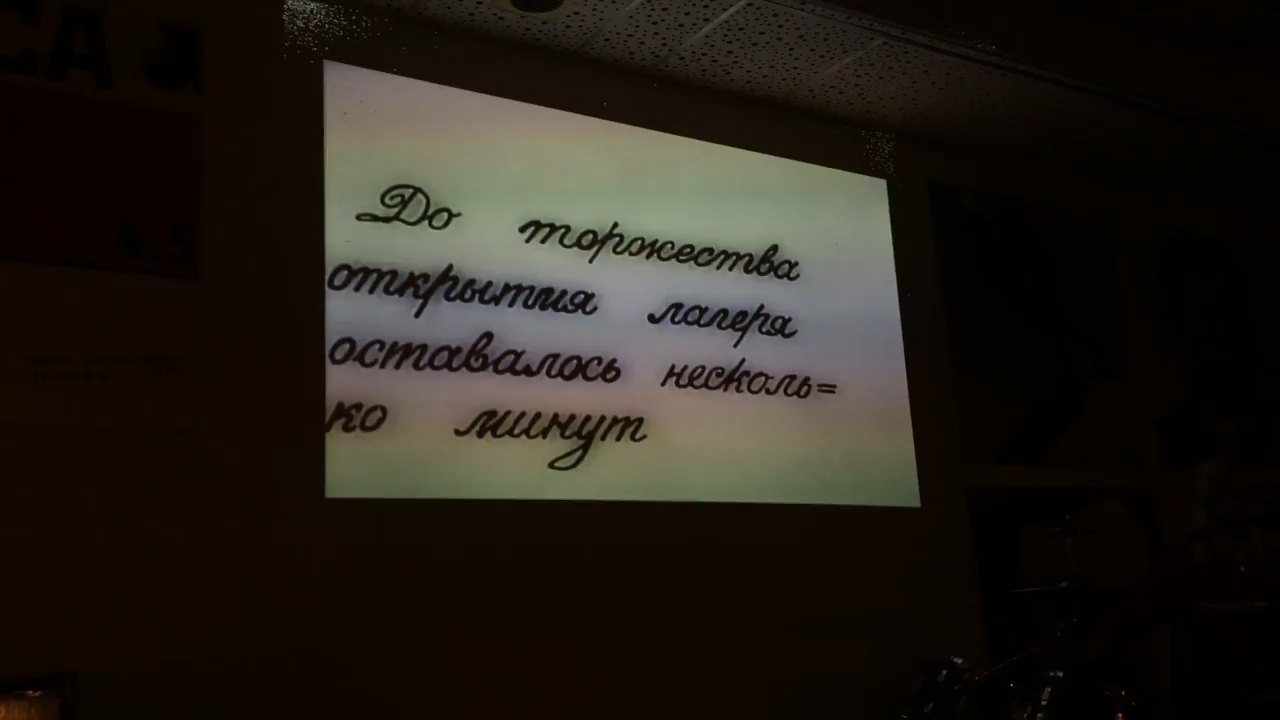 До торжества
открытия лагеря
оставалось несколь=
ко минут